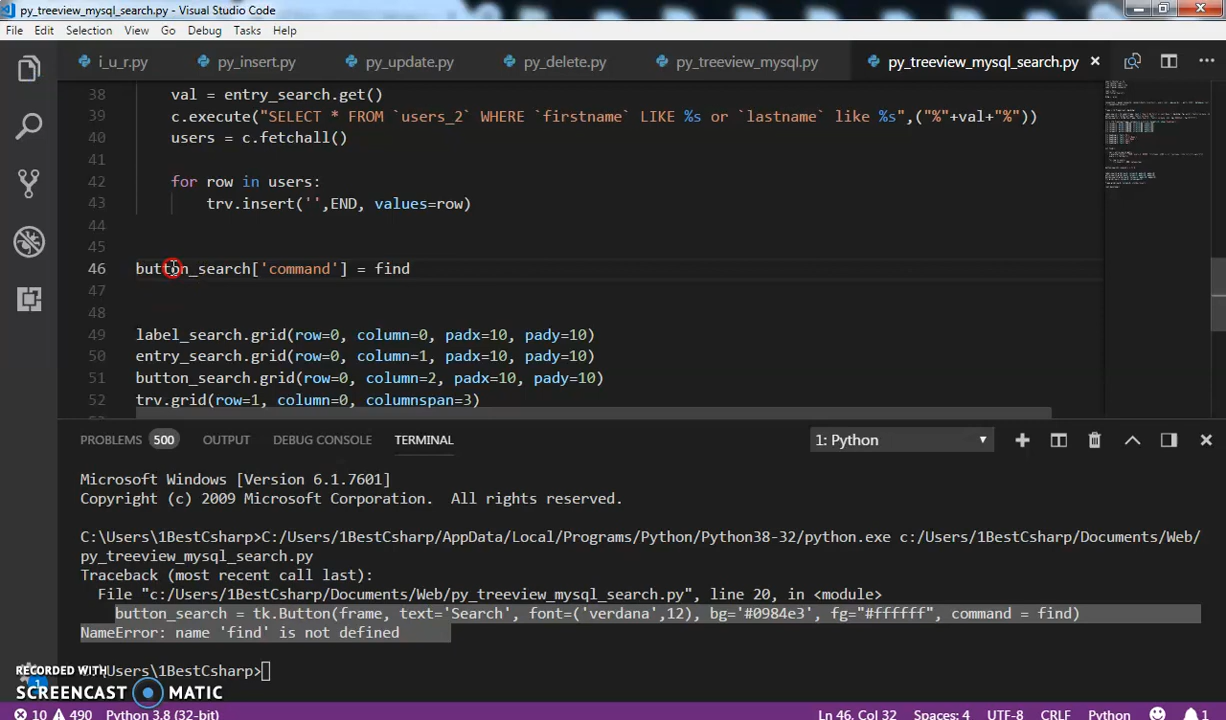 py_treeview_mysql_search.py - Visual Studio Code
File Edit Selection View Go Debug Tasks Help
i_u_r.py py_insert.py py_update.py py_delete.py py_treeview_mysql.py py_treeview_mysql_search.py
38 val = entry_search.get()
39 c.execute("SELECT * FROM `users_2` WHERE `firstname` LIKE %s or `lastname` like %s",("%"+val+"%"))
40 users = c.fetchall()
41
42 for row in users:
43 trv.insert('',END, values=row)
44
45
46 button_search['command'] = find
47
48
49 label_search.grid(row=0, column=0, padx=10, pady=10)
50 entry_search.grid(row=0, column=1, padx=10, pady=10)
51 button_search.grid(row=0, column=2, padx=10, pady=10)
52 trv.grid(row=1, column=0, columnspan=3)
PROBLEMS 500 OUTPUT DEBUG CONSOLE TERMINAL 1: Python
Microsoft Windows [Version 6.1.7601]
Copyright (c) 2009 Microsoft Corporation. All rights reserved.
C:\Users\1BestCsharp>C:/Users/1BestCsharp/AppData/Local/Programs/Python/Python38-32/python.exe c:/Users/1BestCsharp/Documents/Web/
py_treeview_mysql_search.py
Traceback (most recent call last):
File "c:/Users/1BestCsharp/Documents/Web/py_treeview_mysql_search.py", line 20, in <module>
button_search = tk.Button(frame, text='Search', font=('verdana',12), bg='#0984e3', fg="#ffffff", command = find)
NameError: name 'find' is not defined
\Users\1BestCsharp>
RECORDED WITH
SCREENCAST MATIC
10 490 Python 3.8 (32-bit) Ln 46, Col 32 Spaces: 4 UTF-8 CRLF Python 1